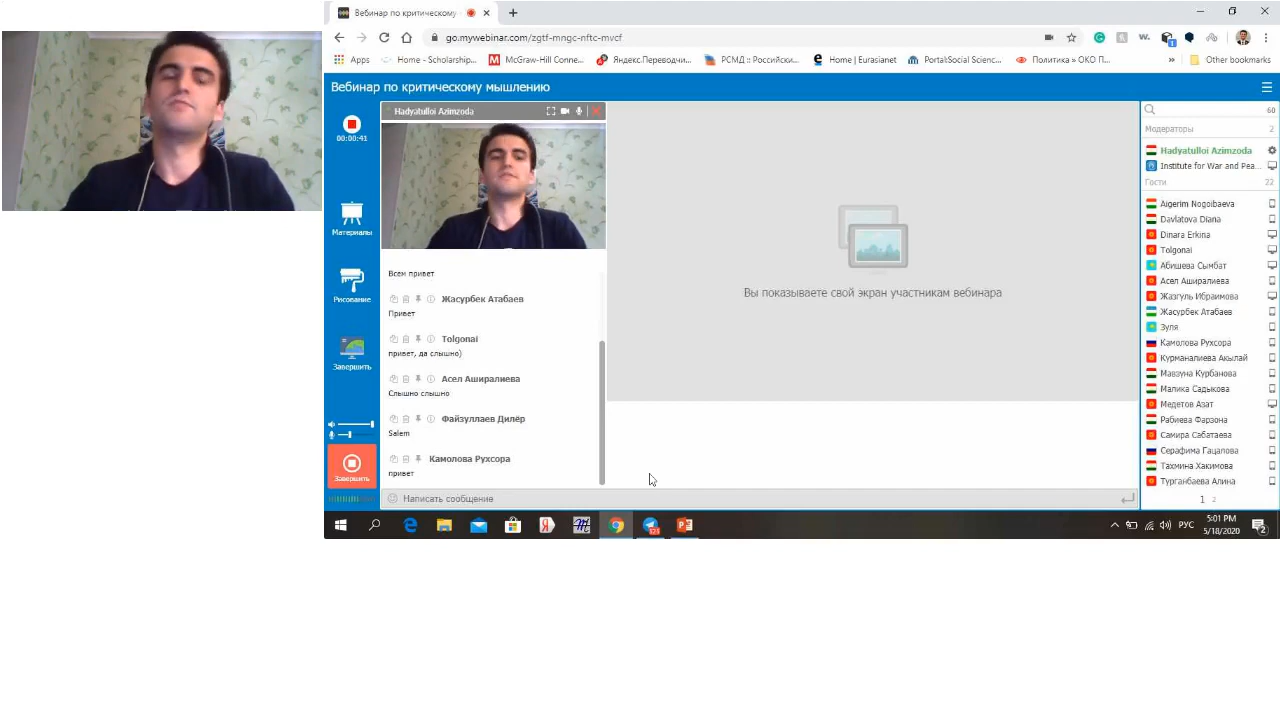 Вебинар по критическому мышлению
go.mywebinar.com/zgtf-mngc-nftc-mvcf
Apps
Home - Scholarship...
McGraw-Hill Conne...
Яндекс.Переводчи...
РСМД :: Российски...
Home | Eurasianet
Portal:Social Scienc...
Политика » ОКО П...
»
Other bookmarks
Вебинар по критическому мышлению
00:00:41
Материалы
Рисование
Завершить
Завершить
Hadyatulloi Azimzoda
Всем привет
Жасурбек Атабаев
Привет
Tolgonai
привет, да слышно)
Асел Аширалиева
Слышно слышно
Файзуллаев Дилёр
Salem
Камолова Рухсора
привет
Написать сообщение
Вы показываете свой экран участникам вебинара
60
Модераторы 2
Hadyatulloi Azimzoda
Institute for War and Pea...
Гости 22
Aigerim Nogoibaeva
Davlatova Diana
Dinara Erkina
Tolgonai
Абишева Сымбат
Асел Аширалиева
Жазгуль Ибраимова
Жасурбек Атабаев
Зуля
Камолова Рухсора
Курманалиева Акылай
Мавзуна Курбанова
Малика Садыкова
Медетов Азат
Рабиева Фарзона
Самира Сабатаева
Серафима Гацалова
Тахмина Хакимова
Турганбаева Алина
1 2
РУС
5:01 PM
5/18/2020
2